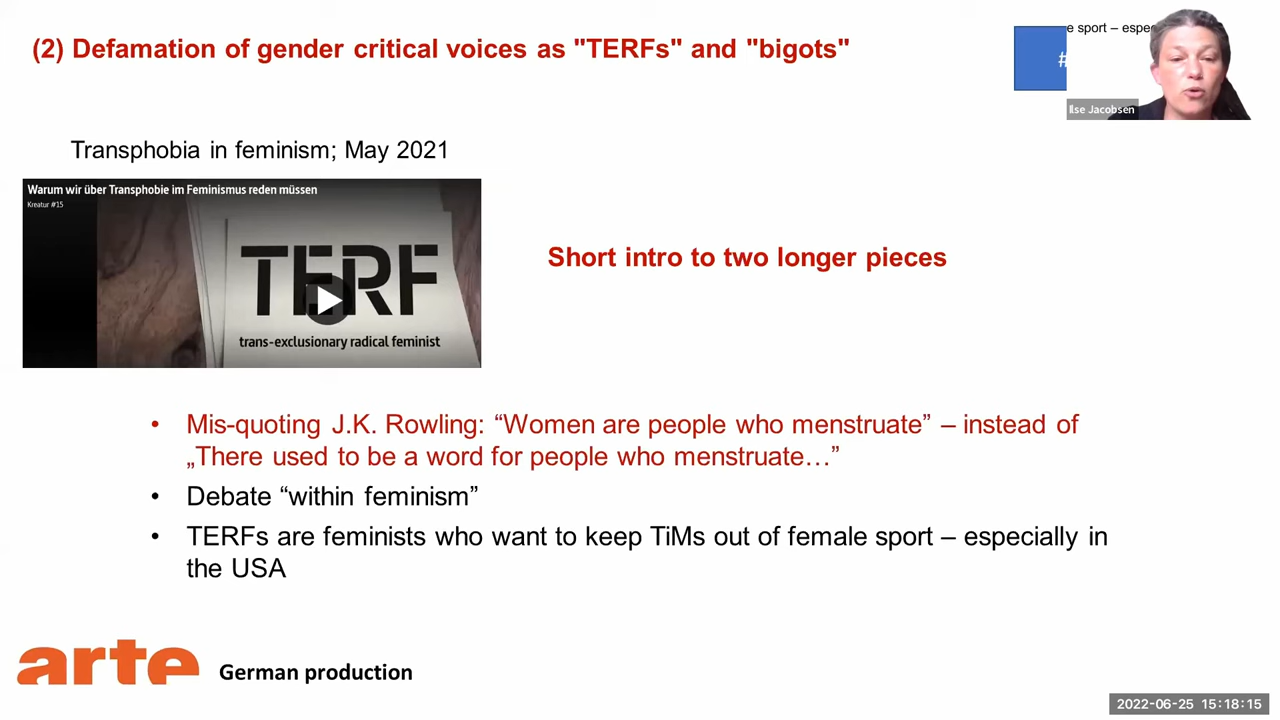 (2) Defamation of gender critical voices as "TERFs" and "bigots"
e sport – espe
#
Ilse Jacobsen
Transphobia in feminism; May 2021
Warum wir über Transphobie im Feminismus reden müssen
Kreatur #15
TERF
trans-exclusionary radical feminist
Short intro to two longer pieces
• Mis-quoting J.K. Rowling: “Women are people who menstruate” – instead of
„There used to be a word for people who menstruate…”
• Debate “within feminism”
• TERFs are feminists who want to keep TiMs out of female sport – especially in
the USA
arte
German production
2022-06-25 15:18:15